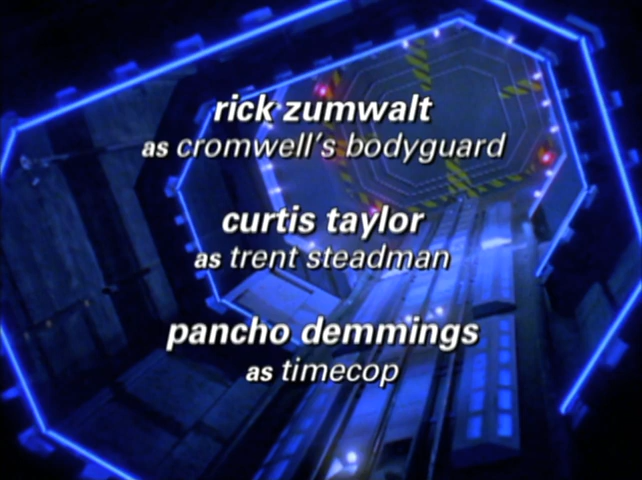 rick zumwalt
as cromwell's bodyguard
curtis taylor
as trent steadman
pancho demmings
as timecop